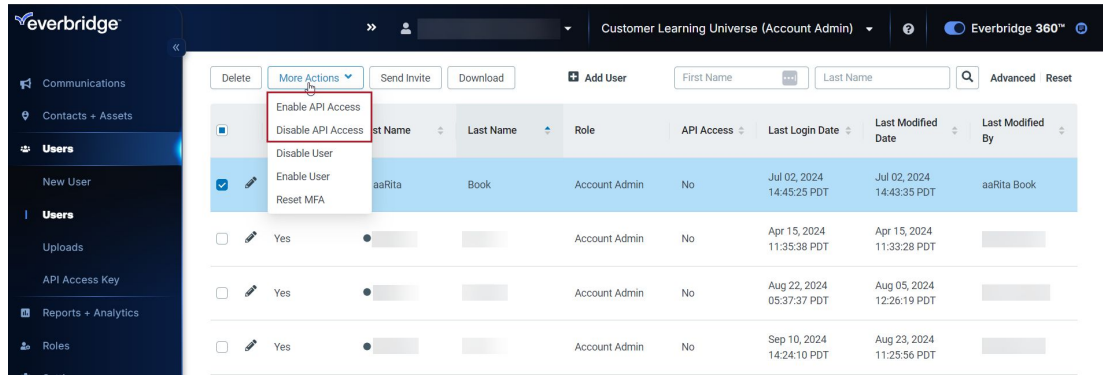 everbridge
Customer Learning Universe (Account Admin)
Everbridge 360™
Communications
Contacts + Assets
Users
New User
Users
Uploads
API Access Key
Reports + Analytics
Roles
Delete
More Actions
Send Invite
Download
Add User
First Name
Last Name
Advanced
Reset
Enable API Access
Disable API Access
Disable User
Enable User
Reset MFA
st Name
Last Name
Role
API Access
Last Login Date
Last Modified
Date
Last Modified
By
aaRita
Book
Account Admin
No
Jul 02, 2024
14:45:25 PDT
Jul 02, 2024
14:43:35 PDT
aaRita Book
Yes
Account Admin
No
Apr 15, 2024
11:35:38 PDT
Apr 15, 2024
11:33:28 PDT
Yes
Account Admin
No
Aug 22, 2024
05:37:37 PDT
Aug 05, 2024
12:26:19 PDT
Yes
Account Admin
No
Sep 10, 2024
14:24:10 PDT
Aug 23, 2024
11:25:56 PDT